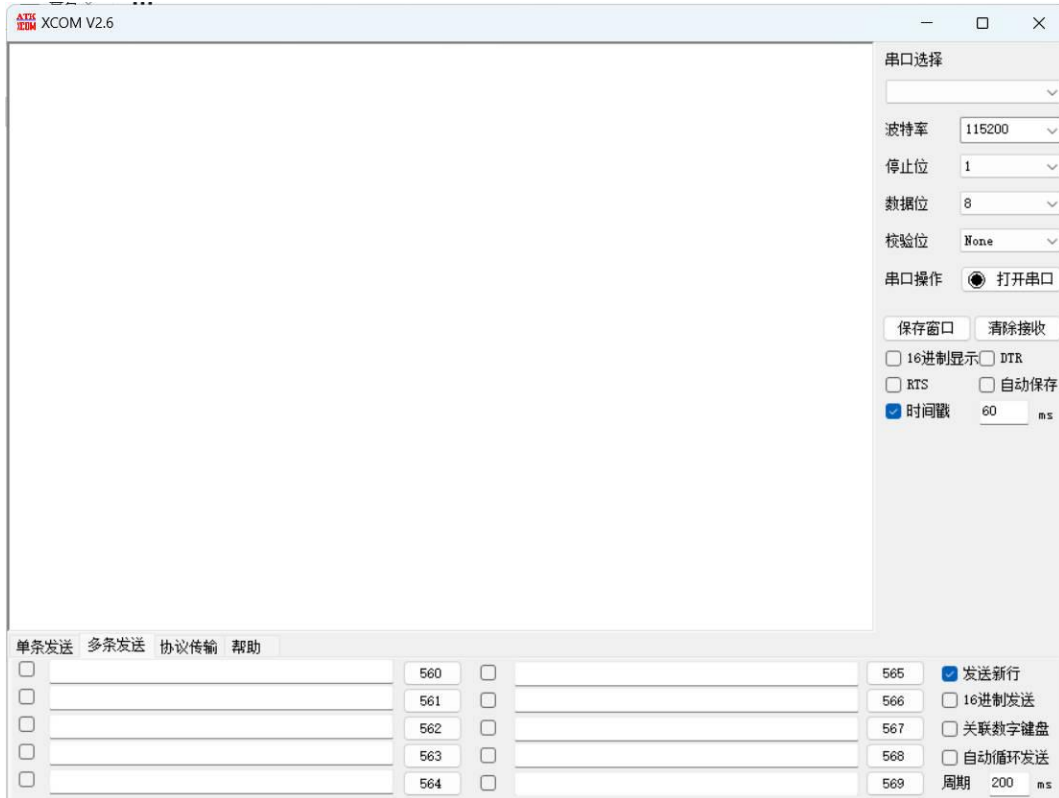 ATK
XCOM XCOM V2.6
串口选择
波特率 115200
停止位 1
数据位 8
校验位 None
串口操作 打开串口
保存窗口 清除接收
16进制显示 DTR
RTS 自动保存
时间戳 60 ms
单条发送 多条发送 协议传输 帮助
560 565 发送新行
561 566 16进制发送
562 567 关联数字键盘
563 568 自动循环发送
564 569 周期 200 ms